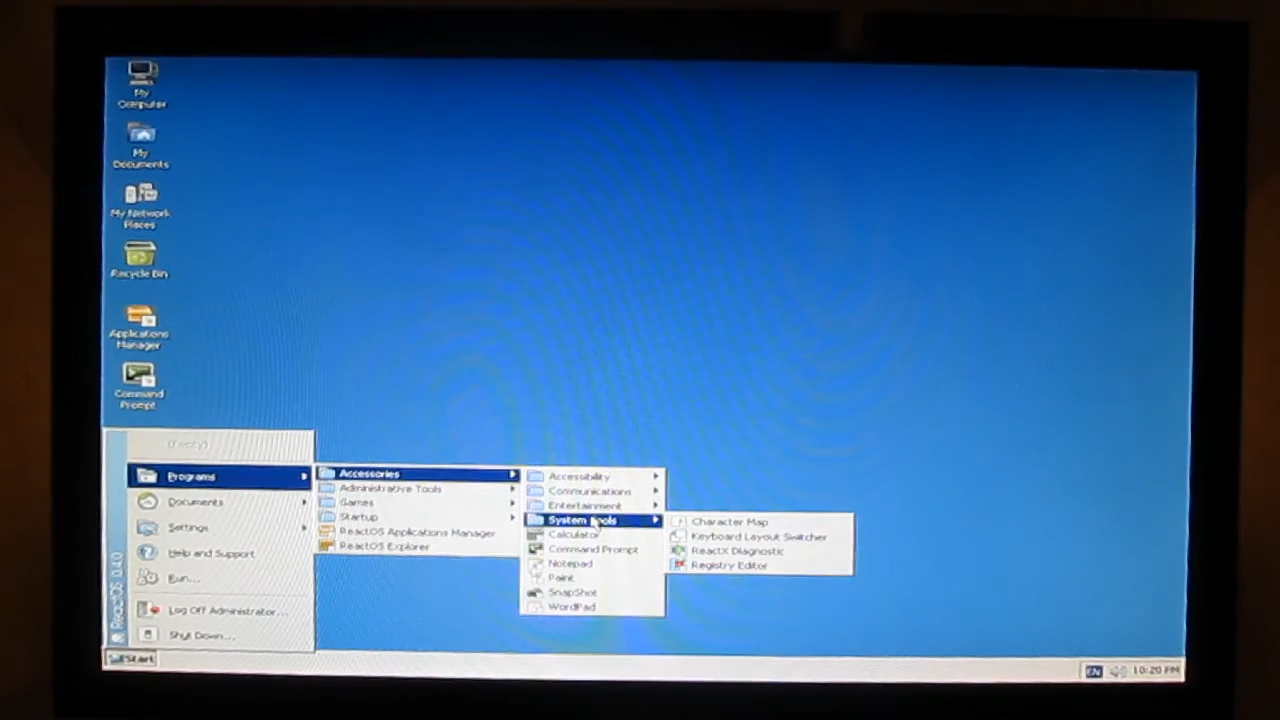 My
Computer
My
Documents
My Network
Places
Recycle Bin
Applications
Manager
Command
Prompt
(Empty)
Programs
Documents
Settings
Help and Support
Run...
Log Off Administrator...
Shut Down...
ReactOS 0.4.0
Start
Accessories
Administrative Tools
Games
Startup
ReactOS Applications Manager
ReactOS Explorer
Accessibility
Communications
Entertainment
System Tools
Calculator
Command Prompt
Notepad
Paint
SnapShot
WordPad
Character Map
Keyboard Layout Switcher
ReactX Diagnostic
Registry Editor
EN
10:20 PM